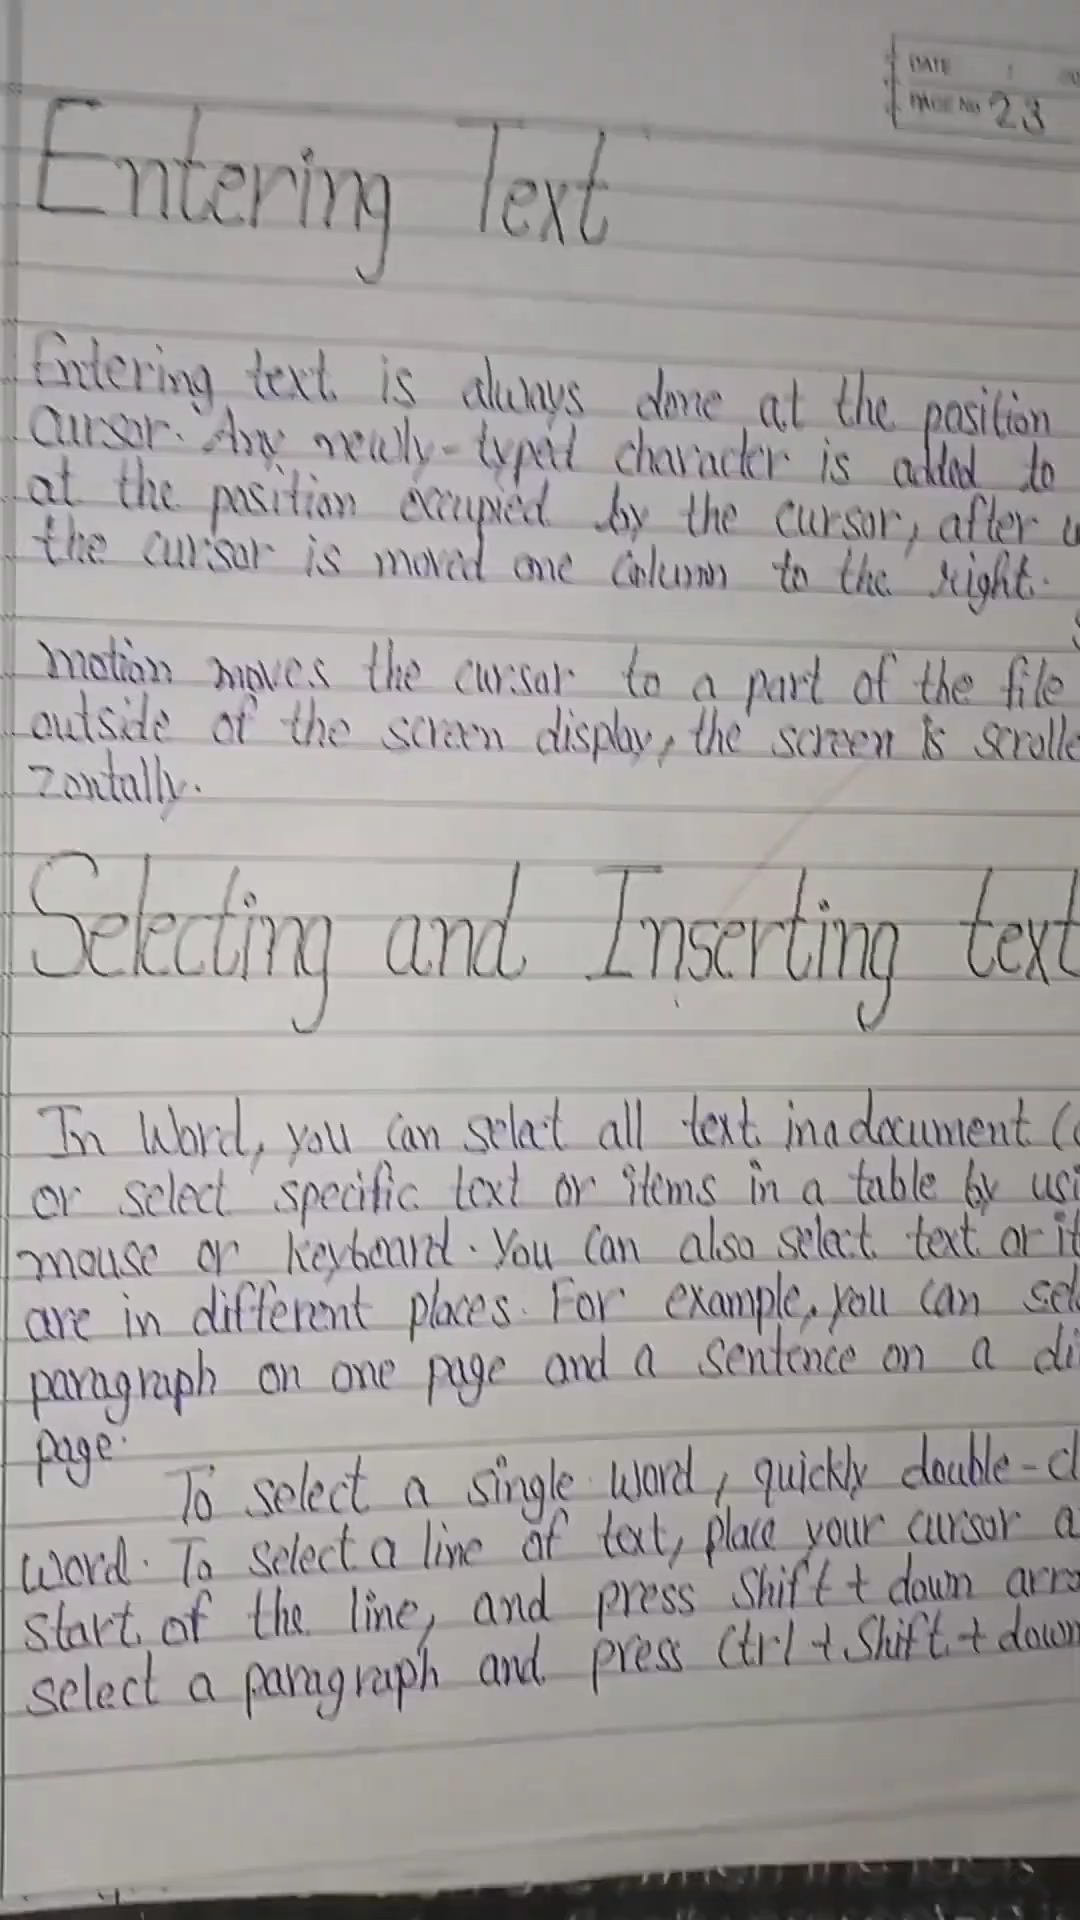 DATE
PAGE NO 23
Entering Text
Entering text is always done at the position
cursor. Any newly-typed character is added to
at the position occupied by the cursor, after
the cursor is moved one column to the right.
motion moves the cursor to a part of the file
outside of the screen display, the screen is scrolle
zontally.
Selecting and Inserting text
In Word, you can select all text in a document (
or select specific text or items in a table by usi
mouse or keyboard. You can also select text or it
are in different places. For example, you can sel
paragraph on one page and a sentence on a di
page.
To select a single word, quickly double-cl
word. To select a line of text, place your cursor a
start of the line, and press Shift + down arro
select a paragraph and press Ctrl + Shift + down